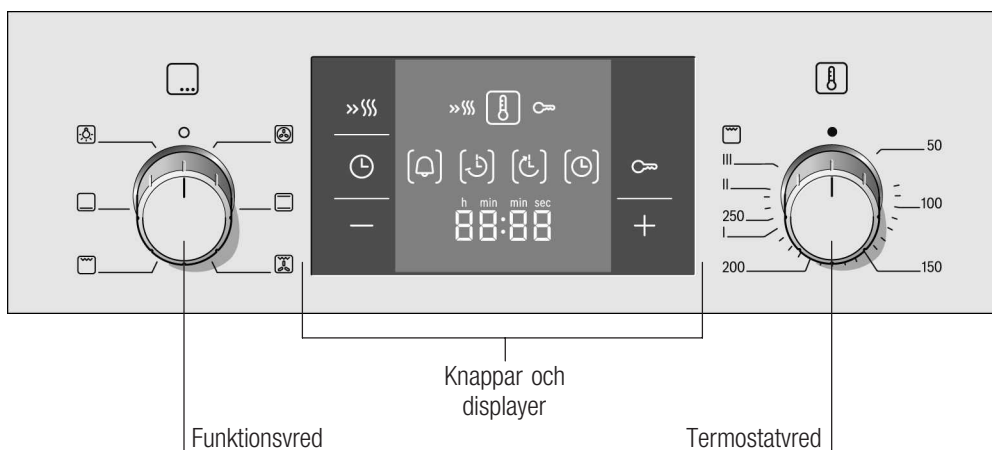 h min min sec
88:88
III
II
250
I
200
50
100
150
Knappar och
displayer
Funktionsvred
Termostatvred